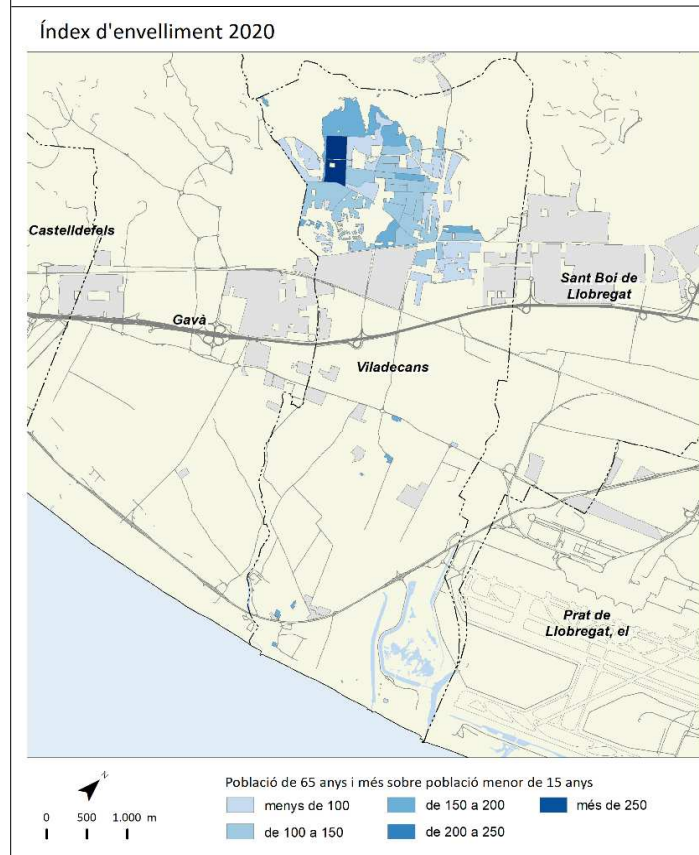 Índex d'envelliment 2020
Castelldefels
Sant Boi de
Llobregat
Gavà
Viladecans
Prat de
Llobregat, el
N
0 500 1.000 m
Població de 65 anys i més sobre població menor de 15 anys
menys de 100
de 150 a 200
més de 250
de 100 a 150
de 200 a 250